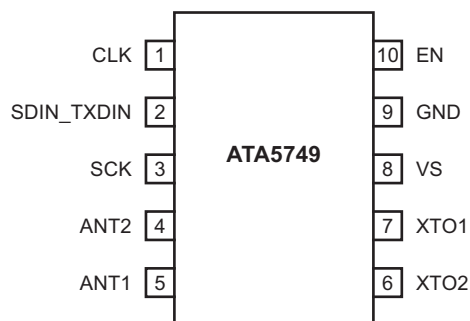 CLK 1 10 EN
SDIN_TXDIN 2 9 GND
ATA5749
SCK 3 8 VS
ANT2 4 7 XTO1
ANT1 5 6 XTO2